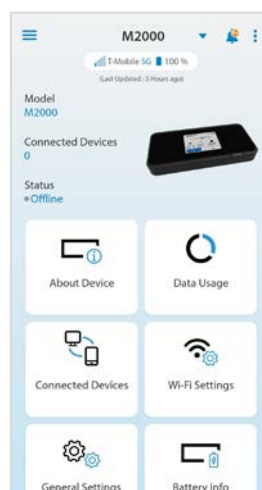 M2000
T-Mobile 5G 100 %
(Last Updated : 3 Hours ago)
Model
M2000
Connected Devices
0
Status
Offline
About Device
Data Usage
Connected Devices
Wi-Fi Settings
General Settings
Battery Info